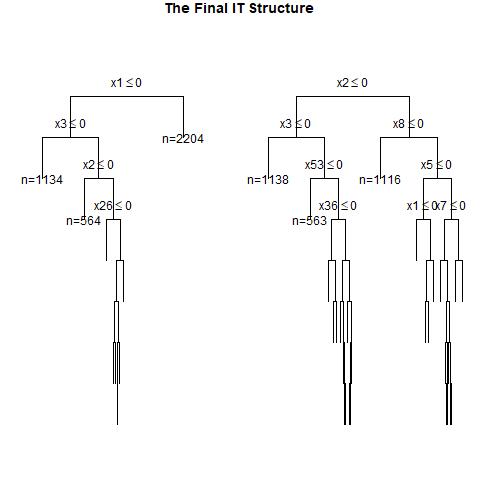 The Final IT Structure
x1 ≤ 0
x2 ≤ 0
x3 ≤ 0
n=2204
x3 ≤ 0
x8 ≤ 0
n=1134
x2 ≤ 0
n=1138
x53 ≤ 0
n=1116
x5 ≤ 0
n=564
x26 ≤ 0
n=563
x36 ≤ 0
x1 ≤ 0
x7 ≤ 0